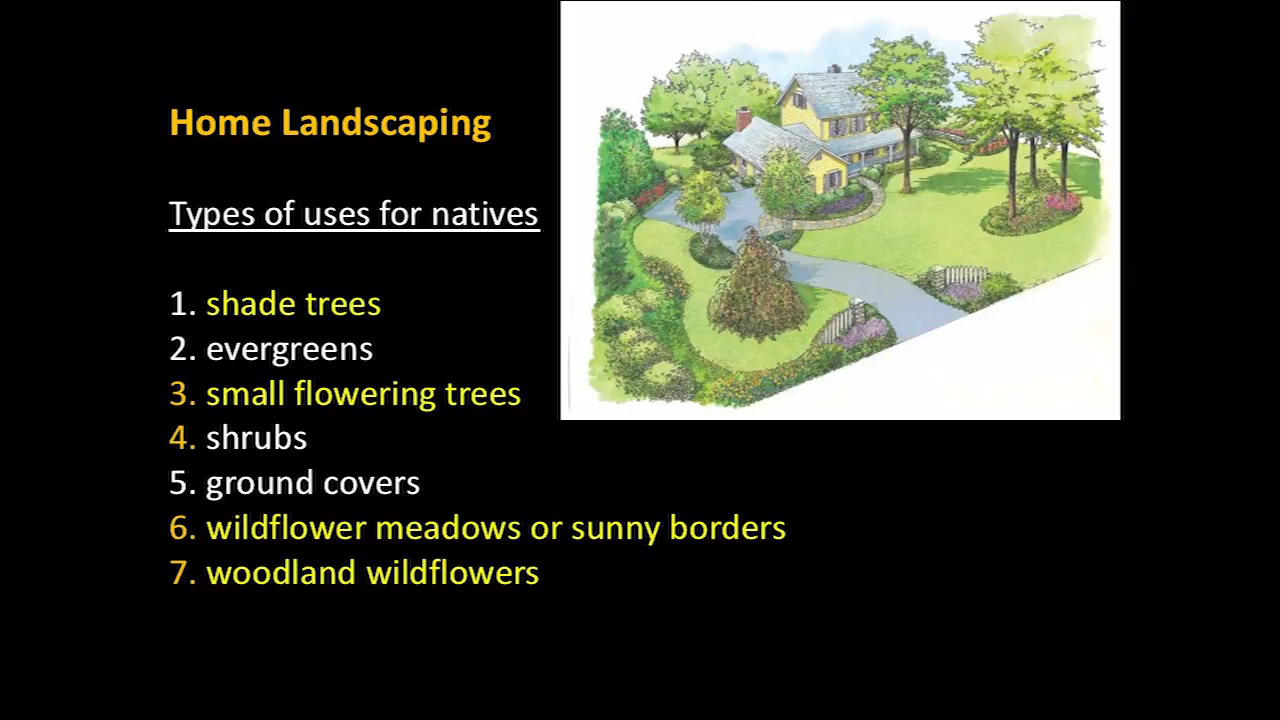 Home Landscaping
Types of uses for natives
1. shade trees
2. evergreens
3. small flowering trees
4. shrubs
5. ground covers
6. wildflower meadows or sunny borders
7. woodland wildflowers